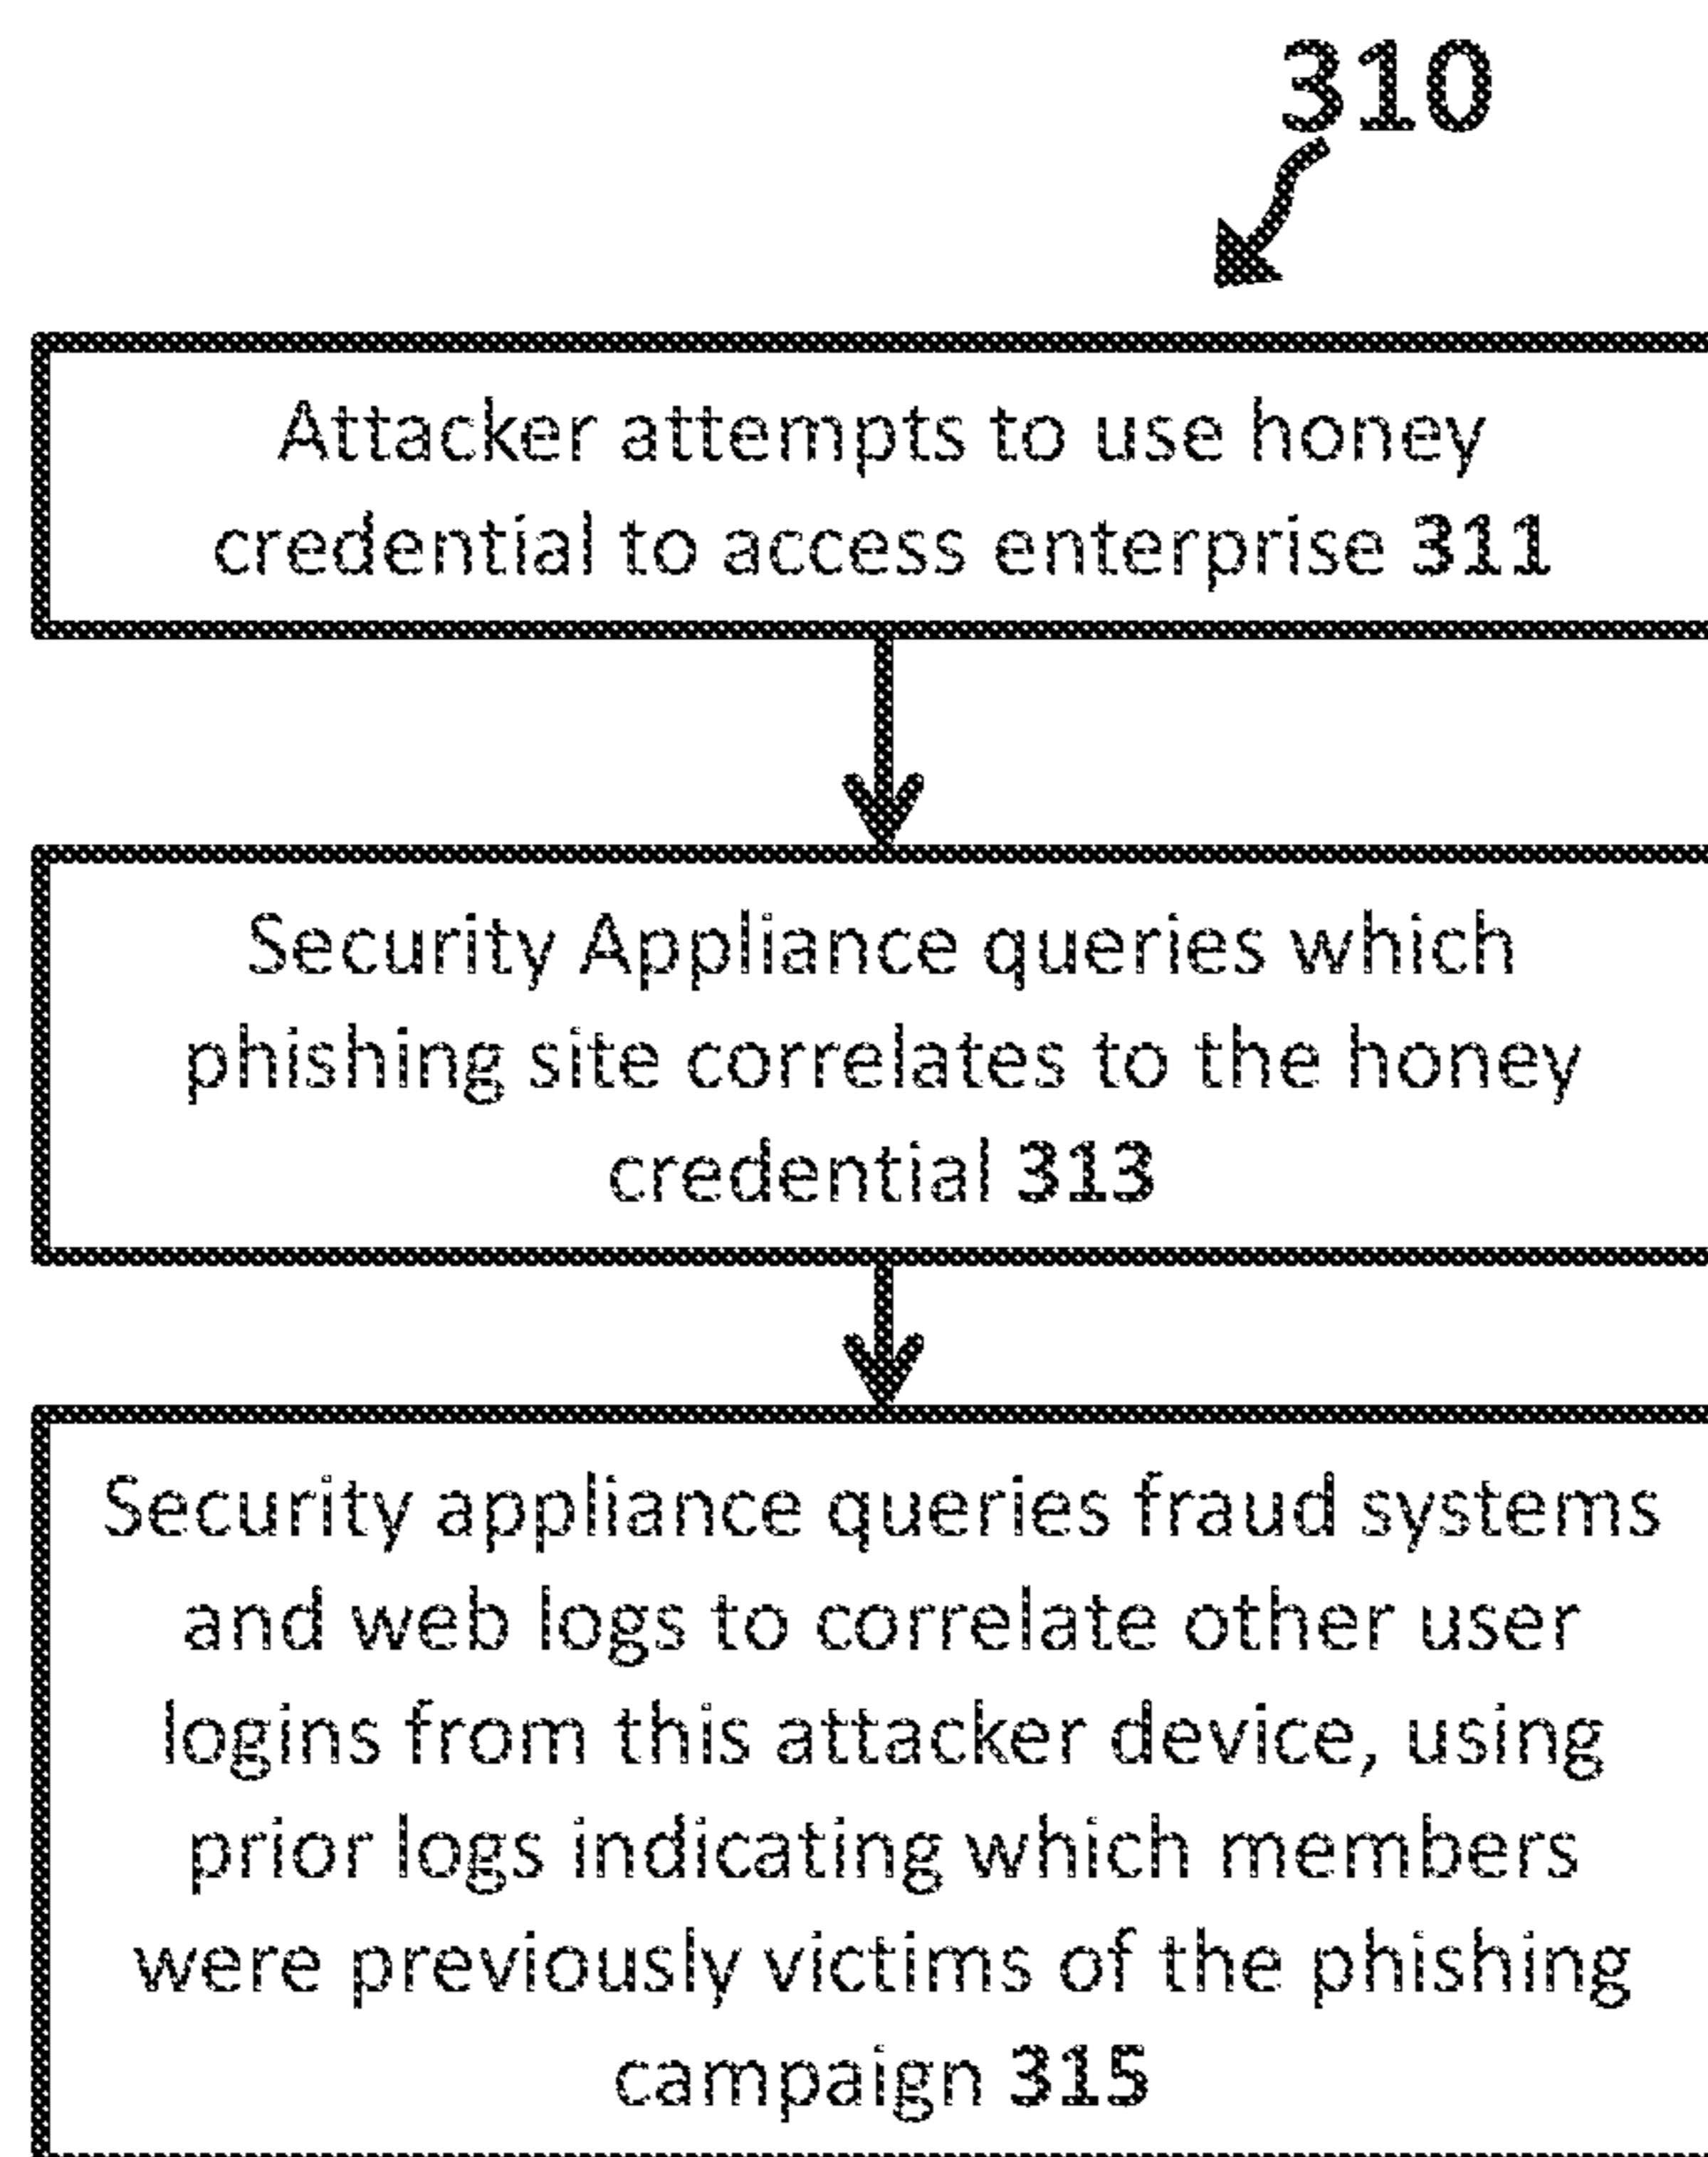 310
Attacker attempts to use honey
credential to access enterprise 311
Security Appliance queries which
phishing site correlates to the honey
credential 313
Security appliance queries fraud systems
and web logs to correlate other user
logins from this attacker device, using
prior logs indicating which members
were previously victims of the phishing
campaign 315